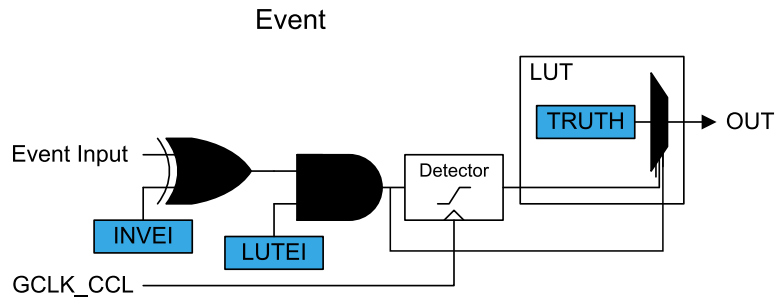 Event
LUT
TRUTH
OUT
Event Input
Detector
INVEI
LUTEI
GCLK_CCL